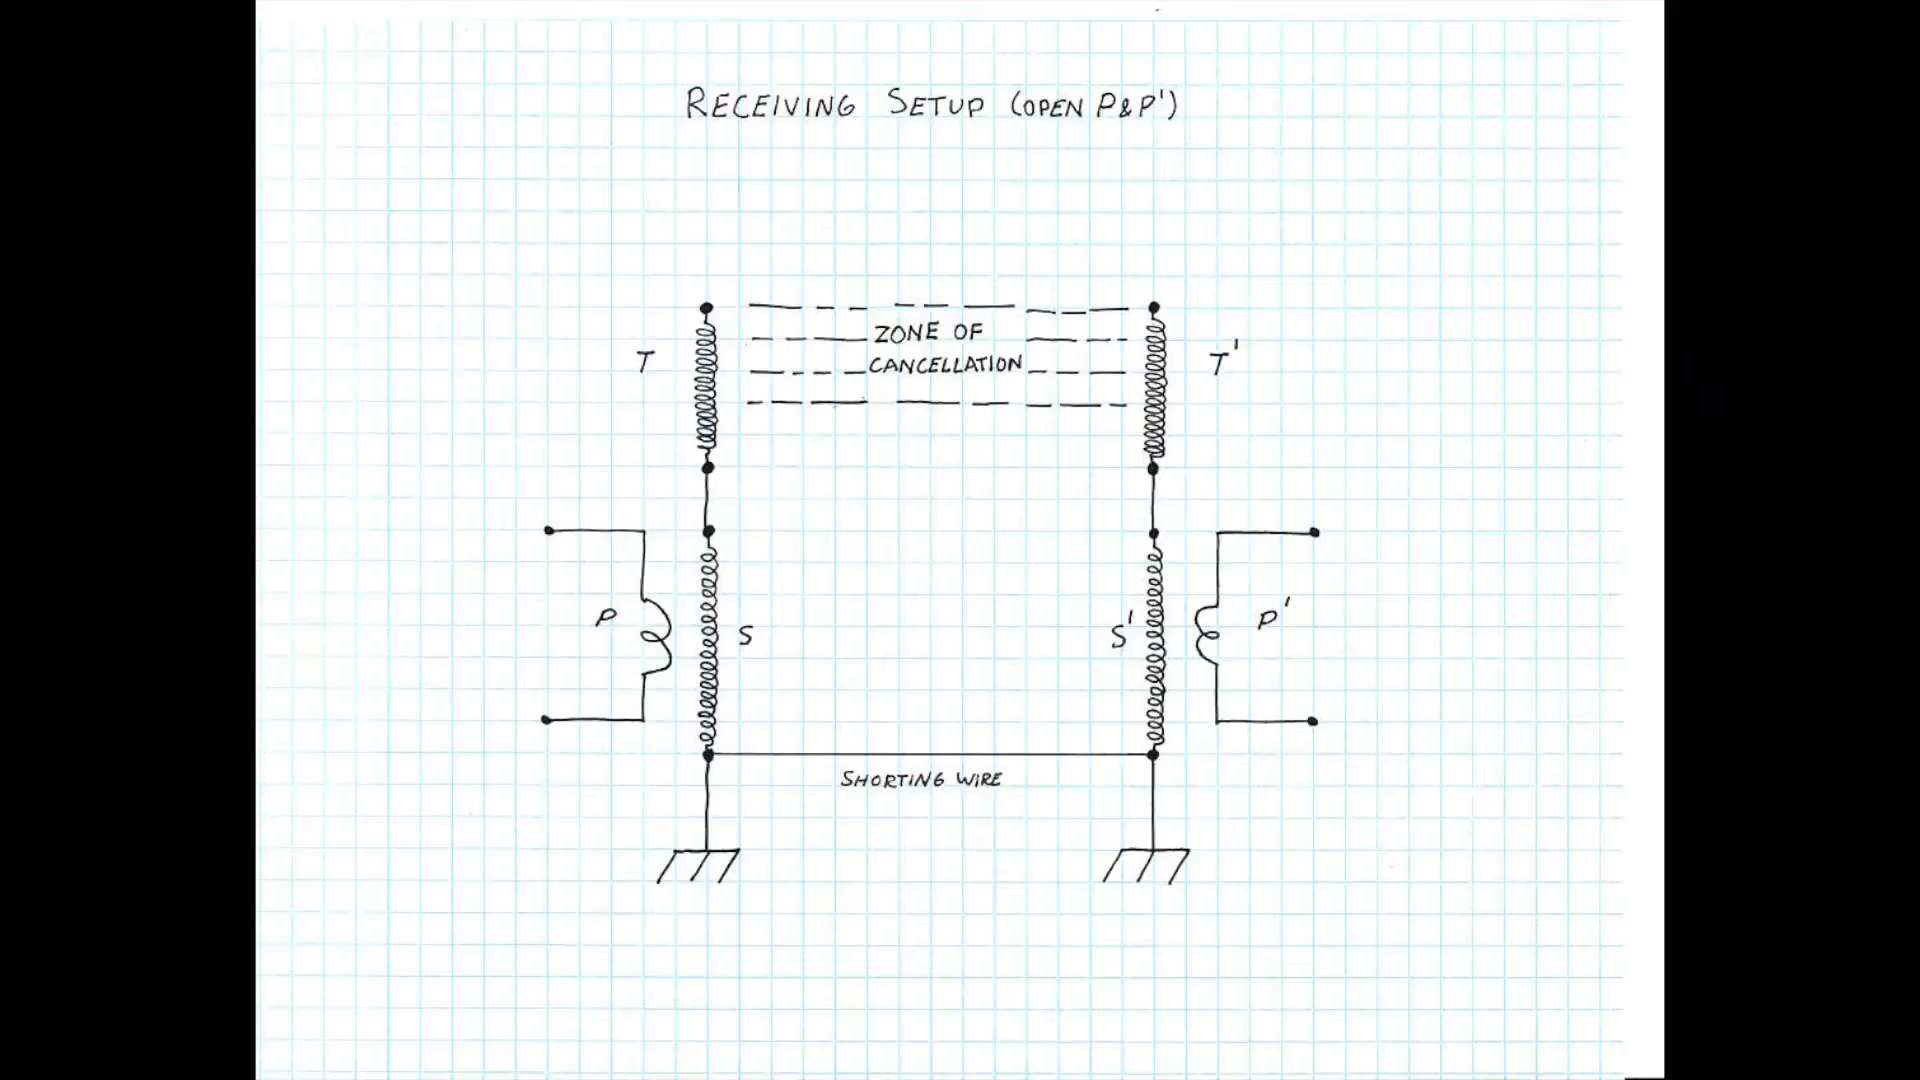 RECEIVING SETUP (OPEN P&P')
ZONE OF
CANCELLATION
T
T'
P
S
S'
P'
SHORTING WIRE